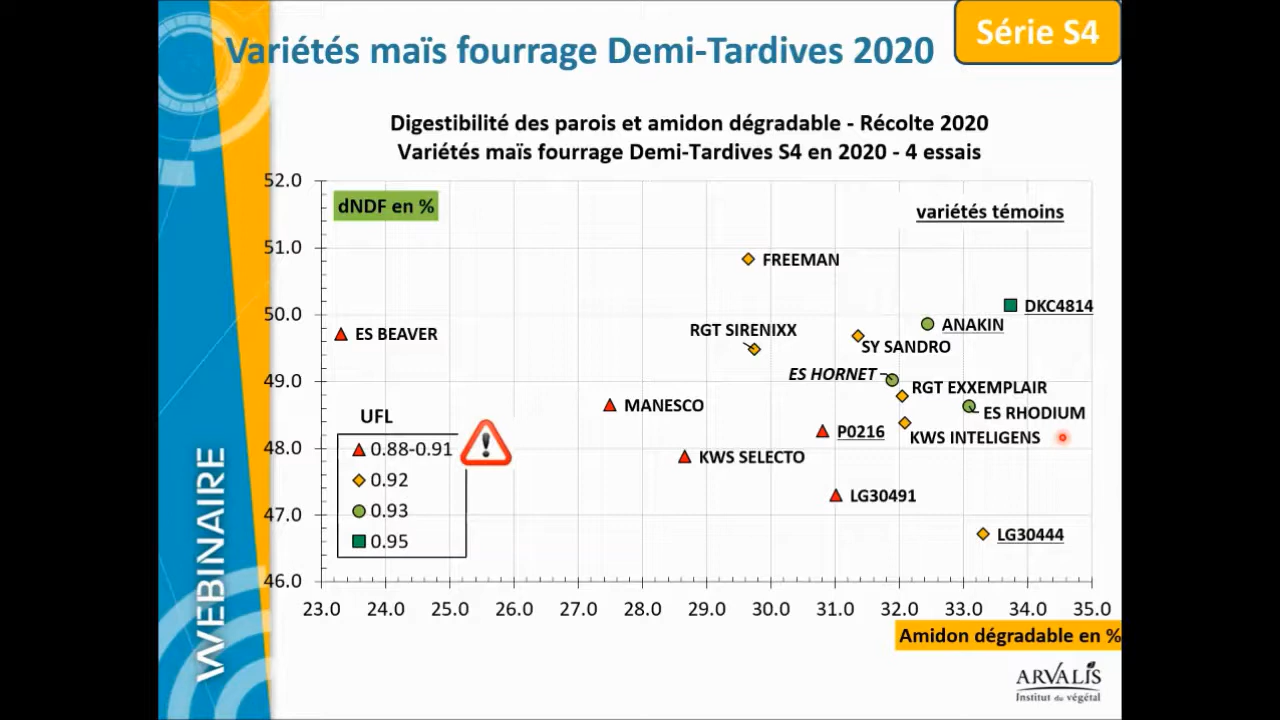 Variétés maïs fourrage Demi-Tardives 2020
Série S4
Digestibilité des parois et amidon dégradable - Récolte 2020
Variétés maïs fourrage Demi-Tardives S4 en 2020 - 4 essais
52.0
51.0
50.0
49.0
48.0
47.0
46.0
dNDF en %
variétés témoins
FREEMAN
DKC4814
ANAKIN
RGT SIRENIXX
ES BEAVER
SY SANDRO
ES HORNET
RGT EXXEMPLAIR
MANESCO
ES RHODIUM
P0216
KWS INTELIGENS
KWS SELECTO
LG30491
LG30444
UFL
0.88-0.91
0.92
0.93
0.95
!
23.0 24.0 25.0 26.0 27.0 28.0 29.0 30.0 31.0 32.0 33.0 34.0 35.0
Amidon dégradable en %
WEBINAIRE
ARVALIS
Institut du végétal